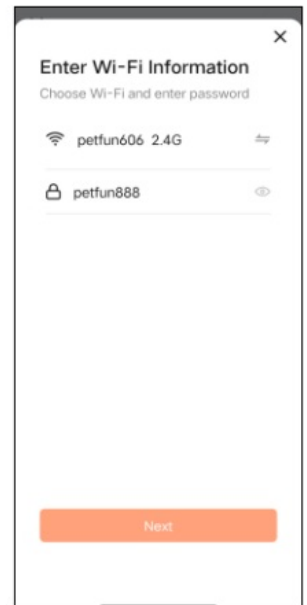 Enter Wi-Fi Information
Choose Wi-Fi and enter password
petfun606 2.4G
petfun888
Next